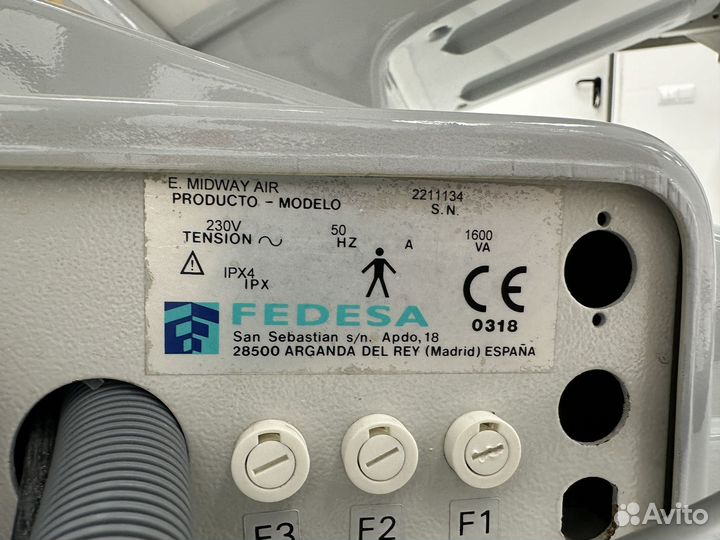 E. MIDWAY AIR 2211134
PRODUCTO - MODELO S.N.
230V 50 1600
TENSION HZ A VA
IPX4
IPX
CE
FEDESA 0318
San Sebastian s/n. Apdo, 18
28500 ARGANDA DEL REY (Madrid) ESPAÑA
F3 F2 F1
Avito